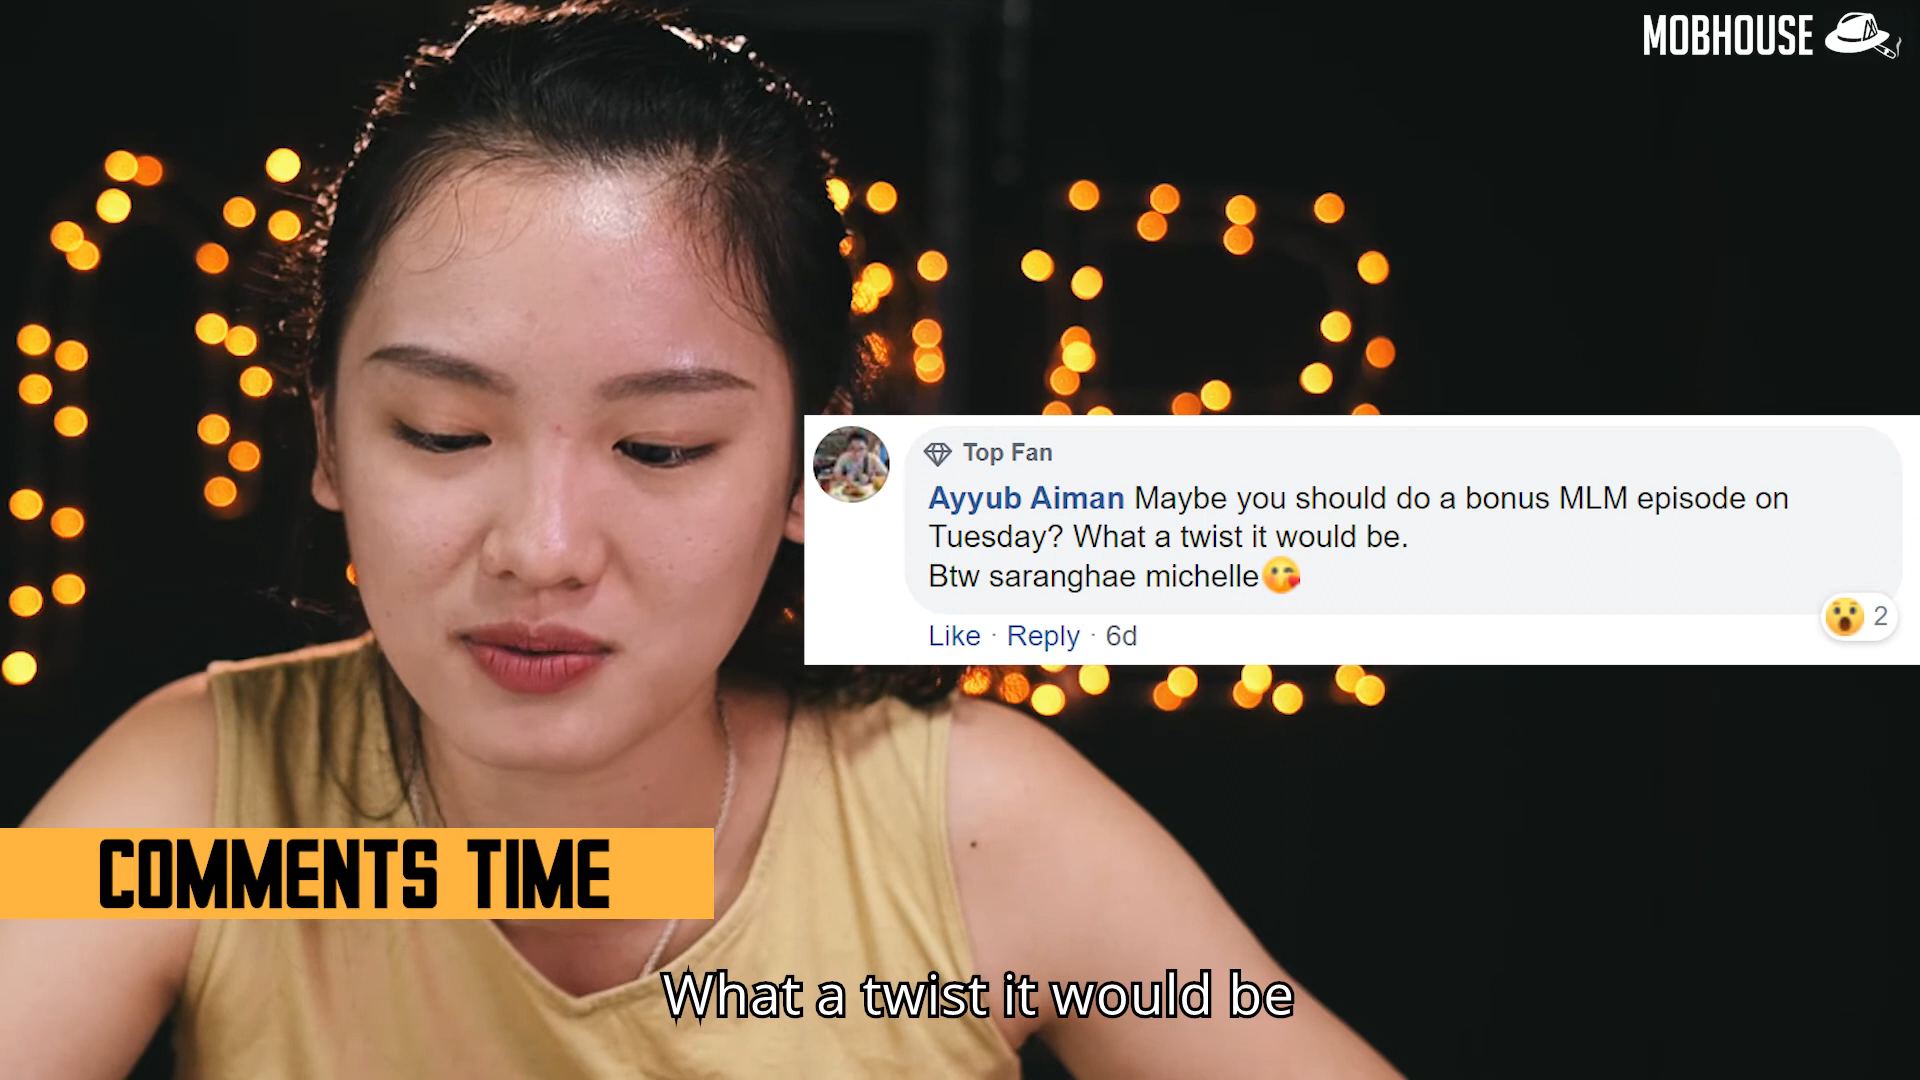 MOBHOUSE
Top Fan
Ayyub Aiman Maybe you should do a bonus MLM episode on
Tuesday? What a twist it would be.
Btw saranghae michelle😘
Like · Reply · 6d
😮 2
COMMENTS TIME
What a twist it would be